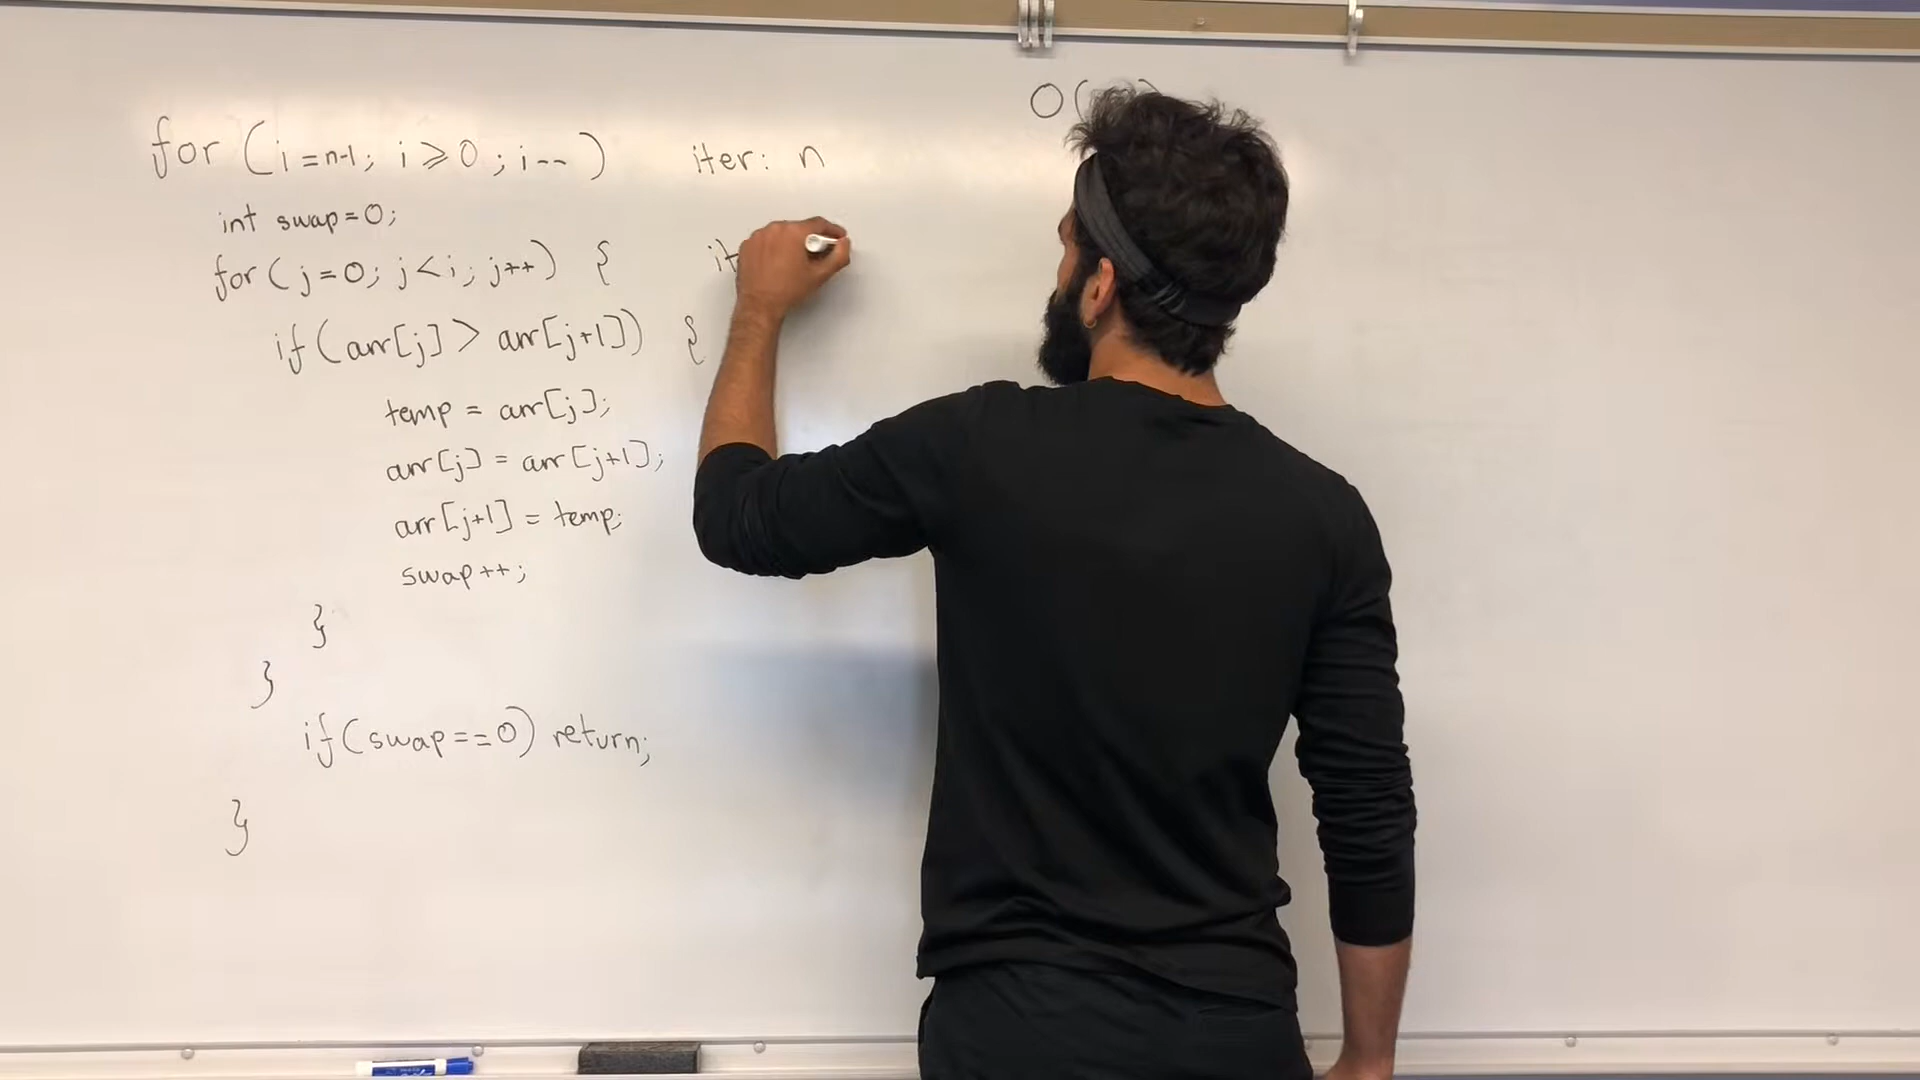 for (i=n-1; i≥0; i--) iter: n
int swap=0;
for (j=0; j<i; j++) {
if (arr[j] > arr[j+1]) {
temp = arr[j];
arr[j] = arr[j+1];
arr[j+1] = temp;
swap++;
}
}
if (swap==0) return;
}
O(